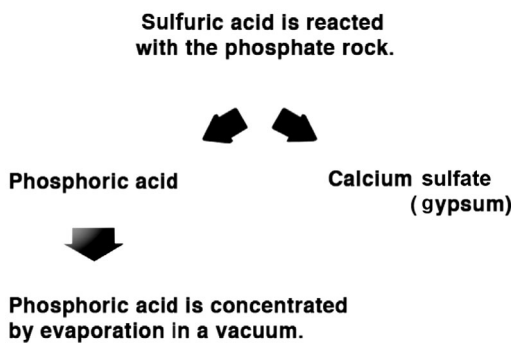 Sulfuric acid is reacted
with the phosphate rock.
Phosphoric acid
Calcium sulfate
( gypsum)
Phosphoric acid is concentrated
by evaporation in a vacuum.